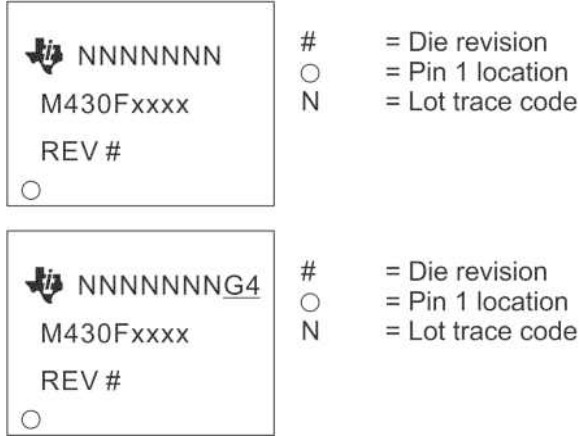 NNNNNNN
M430Fxxxx
REV #
# = Die revision
○ = Pin 1 location
N = Lot trace code
NNNNNNNG4
M430Fxxxx
REV #
# = Die revision
○ = Pin 1 location
N = Lot trace code